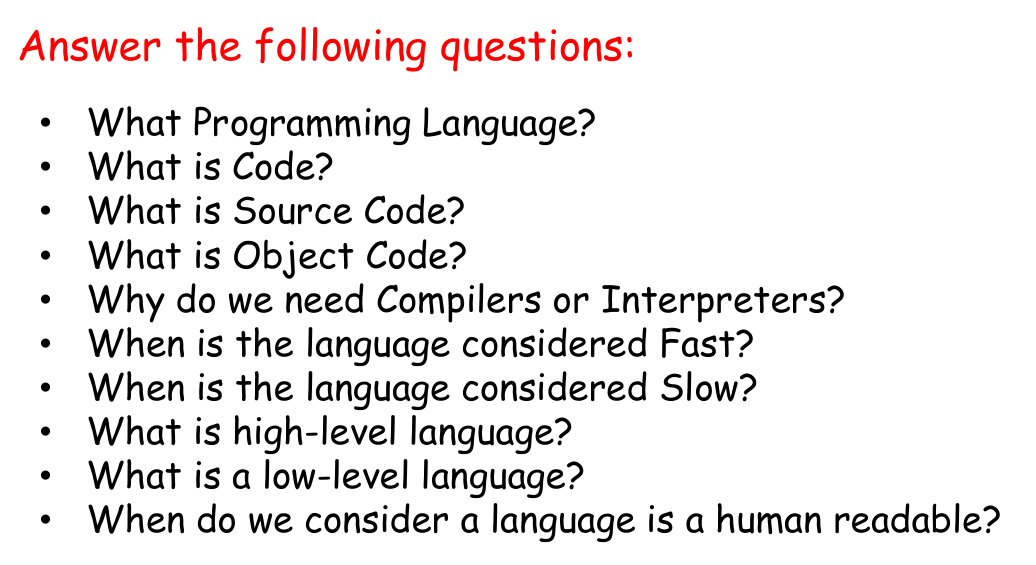 Answer the following questions:
• What Programming Language?
• What is Code?
• What is Source Code?
• What is Object Code?
• Why do we need Compilers or Interpreters?
• When is the language considered Fast?
• When is the language considered Slow?
• What is high-level language?
• What is a low-level language?
• When do we consider a language is a human readable?